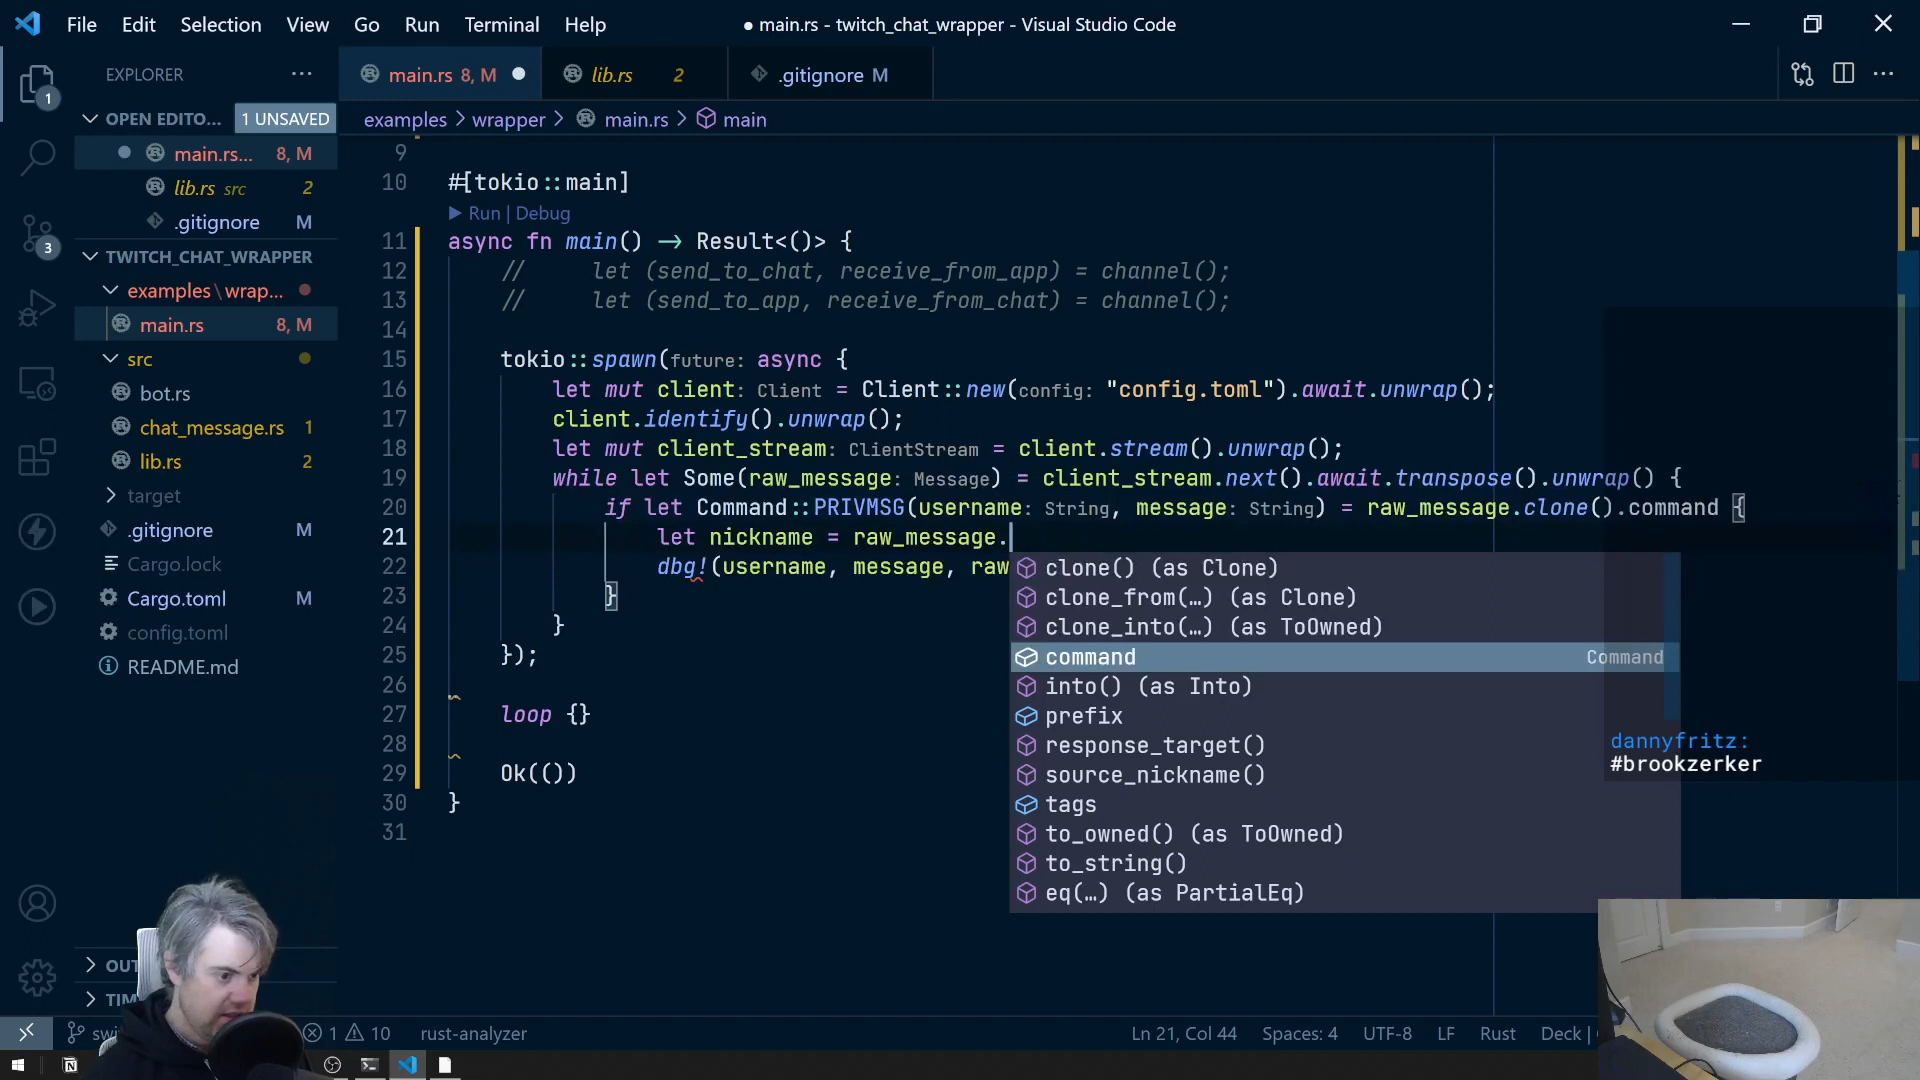 File Edit Selection View Go Run Terminal Help
● main.rs - twitch_chat_wrapper - Visual Studio Code
EXPLORER
main.rs 8, M
lib.rs 2
.gitignore M
OPEN EDITO... 1 UNSAVED
main.rs... 8, M
lib.rs src 2
.gitignore M
TWITCH_CHAT_WRAPPER
examples\wrap...
main.rs 8, M
src
bot.rs
chat_message.rs 1
lib.rs 2
target
.gitignore M
Cargo.lock
Cargo.toml M
config.toml
README.md
1
3
examples > wrapper > main.rs > main
9
10 #[tokio::main]
Run | Debug
11 async fn main() → Result<()> {
12 // let (send_to_chat, receive_from_app) = channel();
13 // let (send_to_app, receive_from_chat) = channel();
14
15 tokio::spawn(future: async {
16 let mut client: Client = Client::new(config: "config.toml").await.unwrap();
17 client.identify().unwrap();
18 let mut client_stream: ClientStream = client.stream().unwrap();
19 while let Some(raw_message: Message) = client_stream.next().await.transpose().unwrap() {
20 if let Command::PRIVMSG(username: String, message: String) = raw_message.clone().command {
21 let nickname = raw_message.
22 dbg!(username, message, raw
23 }
24 }
25 });
26
27 loop {}
28
29 Ok(())
30 }
31
clone() (as Clone)
clone_from(…) (as Clone)
clone_into(…) (as ToOwned)
command Command
into() (as Into)
prefix
response_target()
source_nickname()
tags
to_owned() (as ToOwned)
to_string()
eq(…) (as PartialEq)
dannyfritz:
#brookzerker
OUT
TIM
swi
1 10 rust-analyzer
Ln 21, Col 44 Spaces: 4 UTF-8 LF Rust Deck |